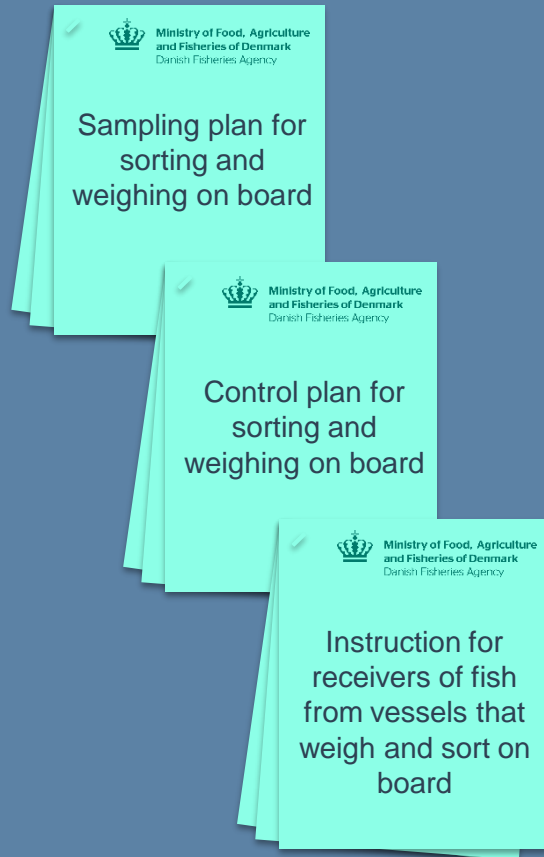 Ministry of Food, Agriculture
and Fisheries of Denmark
Danish Fisheries Agency
Sampling plan for
sorting and
weighing on board
Ministry of Food, Agriculture
and Fisheries of Denmark
Danish Fisheries Agency
Control plan for
sorting and
weighing on board
Ministry of Food, Agriculture
and Fisheries of Denmark
Danish Fisheries Agency
Instruction for
receivers of fish
from vessels that
weigh and sort on
board